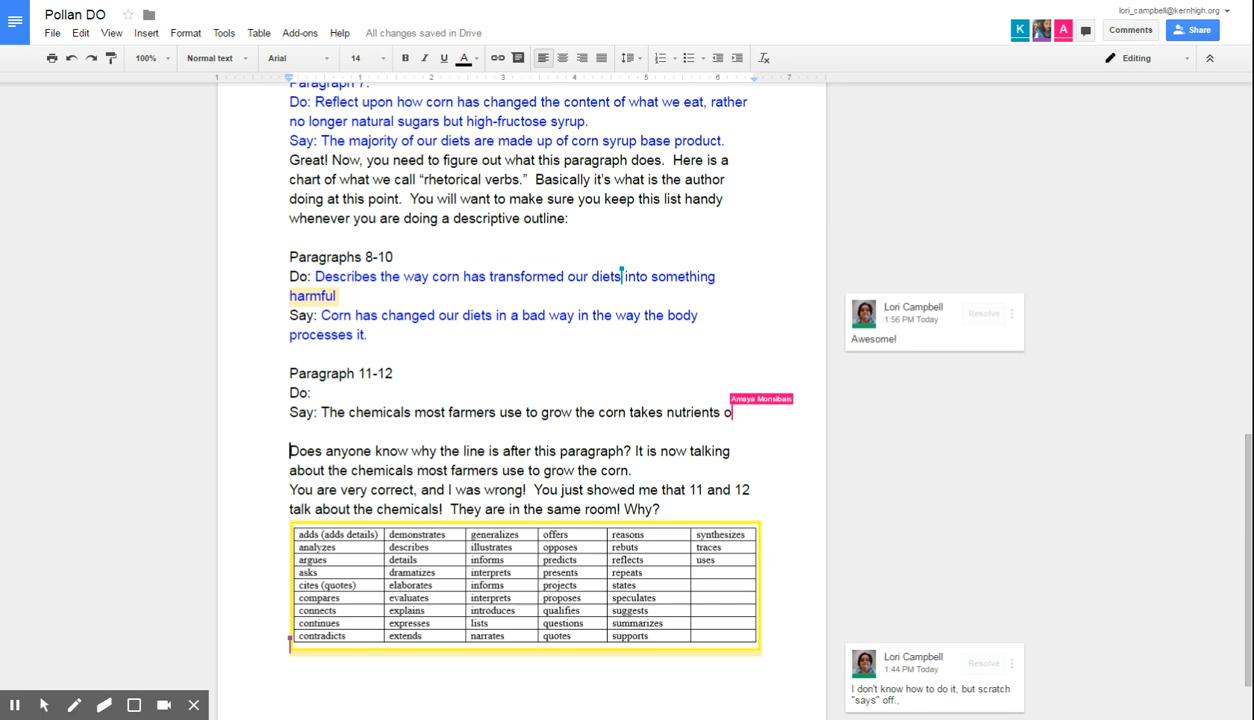 Pollan DO
lori_campbell@kernhigh.org
File Edit View Insert Format Tools Table Add-ons Help All changes saved in Drive
K A Comments Share
100% Normal text Arial 14 B I U A Editing
1 1 2 3 4 5 6 7
Paragraph 7:
Do: Reflect upon how corn has changed the content of what we eat, rather
no longer natural sugars but high-fructose syrup.
Say: The majority of our diets are made up of corn syrup base product.
Great! Now, you need to figure out what this paragraph does. Here is a
chart of what we call “rhetorical verbs.” Basically it’s what is the author
doing at this point. You will want to make sure you keep this list handy
whenever you are doing a descriptive outline:
Paragraphs 8-10
Do: Describes the way corn has transformed our diets into something
harmful
Say: Corn has changed our diets in a bad way in the way the body
processes it.
Lori Campbell
Resolve
1:56 PM Today
Awesome!
Paragraph 11-12
Do:
Amaya Monsibais
Say: The chemicals most farmers use to grow the corn takes nutrients o
Does anyone know why the line is after this paragraph? It is now talking
about the chemicals most farmers use to grow the corn.
You are very correct, and I was wrong! You just showed me that 11 and 12
talk about the chemicals! They are in the same room! Why?
adds (adds details) demonstrates generalizes offers reasons synthesizes
analyzes describes illustrates opposes rebuts traces
argues details informs predicts reflects uses
asks dramatizes interprets presents repeats
cites (quotes) elaborates informs projects states
compares evaluates interprets proposes speculates
connects explains introduces qualifies suggests
continues expresses lists questions summarizes
contradicts extends narrates quotes supports
Lori Campbell
Resolve
1:44 PM Today
I don't know how to do it, but scratch
"says" off.,